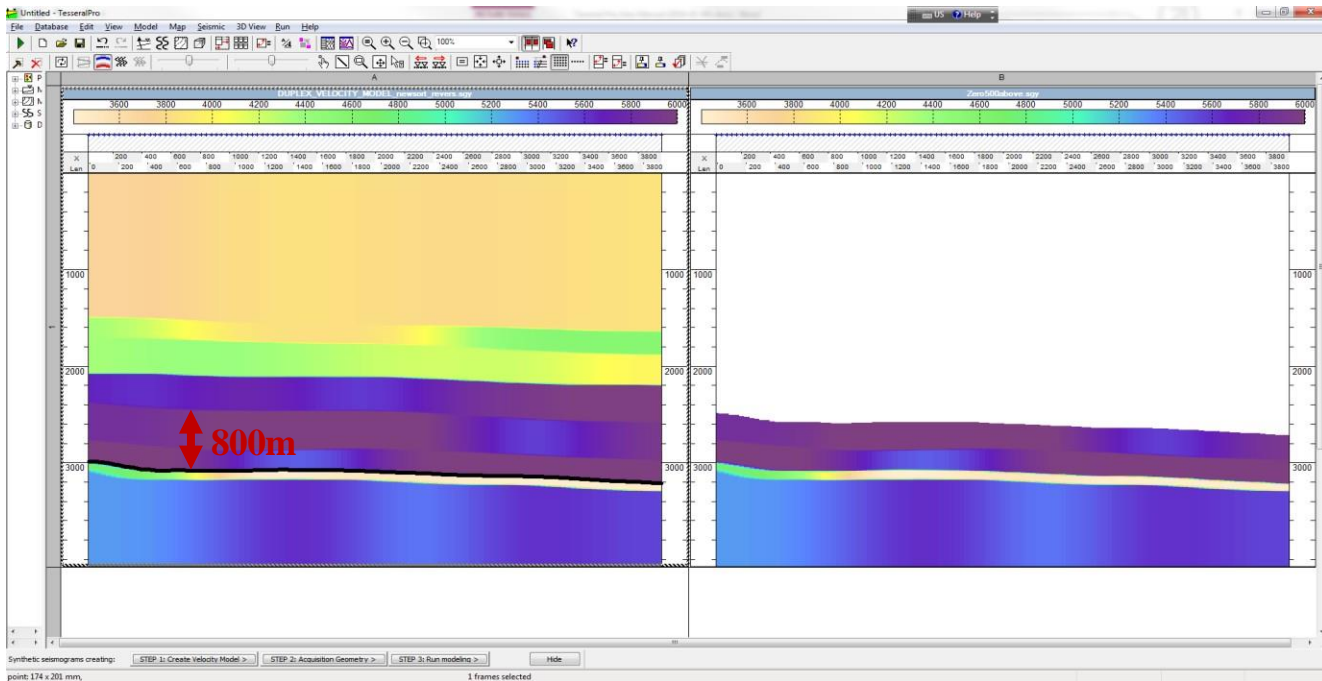 Untitled - TesseralPro
US Help
File Database Edit View Model Map Seismic 3D View Run Help
100%
A B
P
S
D
DUPLEX_VELOCITY_MODEL_newsort_revers.sgy
Zero500above.sgy
3600 3800 4000 4200 4400 4600 4800 5000 5200 5400 5600 5800 6000
3600 3800 4000 4200 4400 4600 4800 5000 5200 5400 5600 5800 6000
X 200 400 600 800 1000 1200 1400 1600 1800 2000 2200 2400 2600 2800 3000 3200 3400 3600 3800
Len 0 200 400 600 800 1000 1200 1400 1600 1800 2000 2200 2400 2600 2800 3000 3200 3400 3600 3800
X 200 400 600 800 1000 1200 1400 1600 1800 2000 2200 2400 2600 2800 3000 3200 3400 3600 3800
Len 0 200 400 600 800 1000 1200 1400 1600 1800 2000 2200 2400 2600 2800 3000 3200 3400 3600 3800
1000 1000 1000 1000
1
2000 2000 2000 2000
800m
3000 3000 3000 3000
Synthetic seismograms creating: STEP 1: Create Velocity Model > STEP 2: Acquisition Geometry > STEP 3: Run modeling > Hide
point: 174 x 201 mm, 1 frames selected